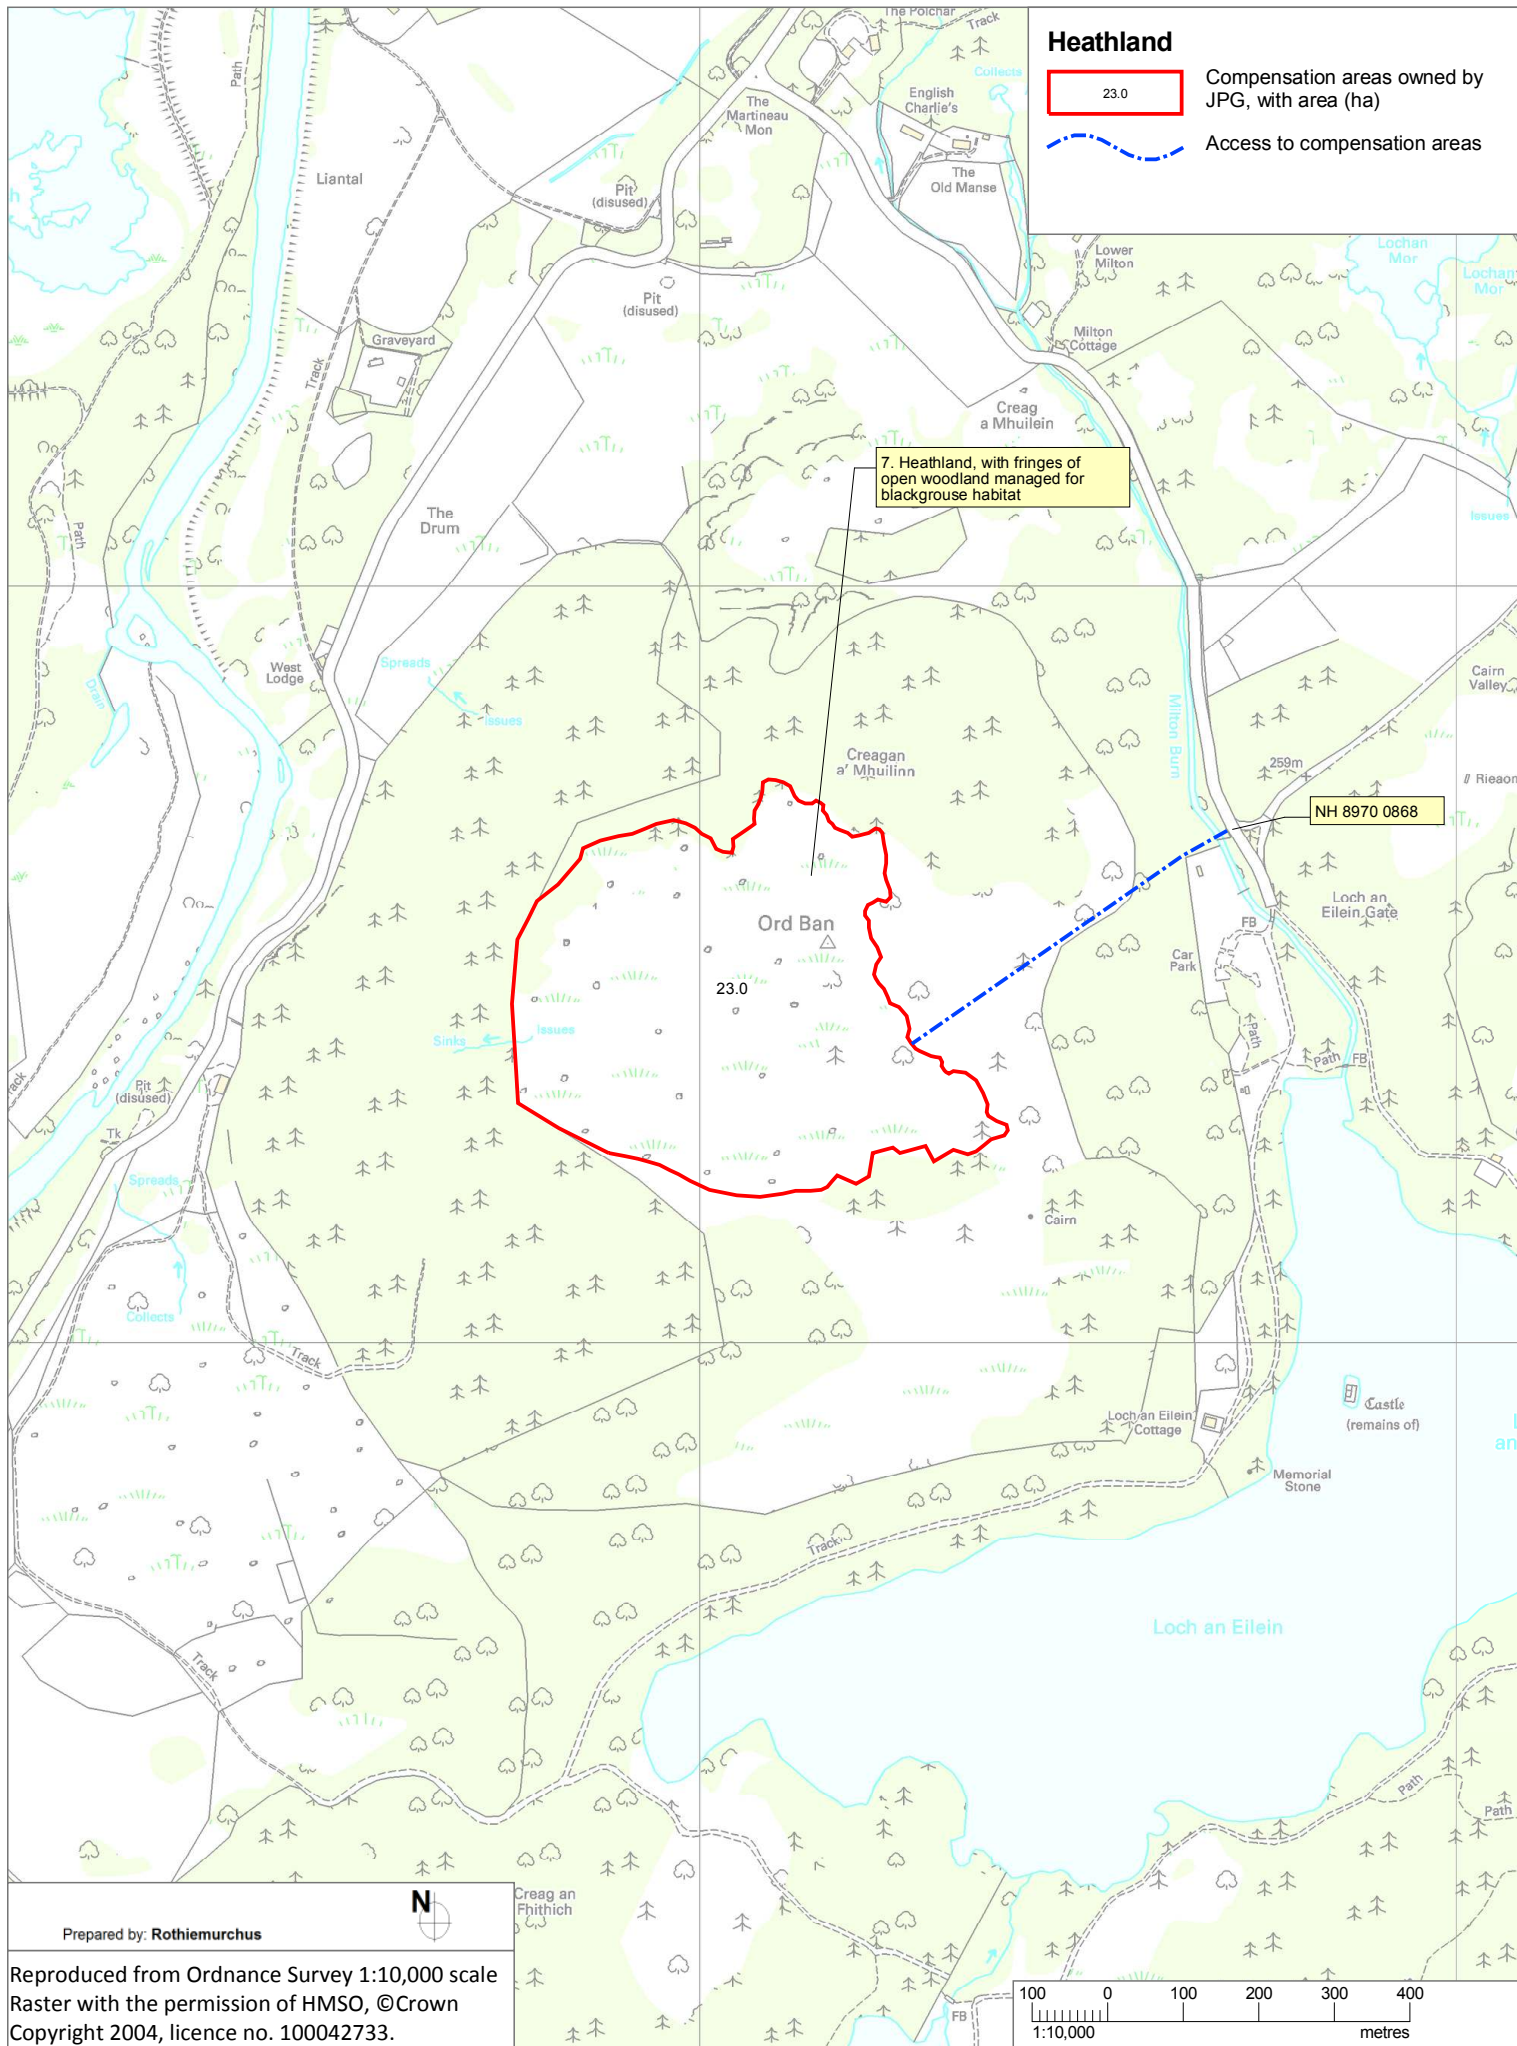 Heathland
23.0
Compensation areas owned by
JPG, with area (ha)
Access to compensation areas
The Polchar
Track
Collects
English
Charlie's
The
Martineau
Mon
The
Old Manse
Path
Liantal
Pit
(disused)
Lower
Milton
Lochan
Mor
Lochan
Mor
Pit
(disused)
Graveyard
Track
Milton
Cottage
Creag
a Mhuilein
7. Heathland, with fringes of
open woodland managed for
blackgrouse habitat
The
Drum
Path
Issues
West
Lodge
Spreads
Issues
Drain
Milton Burn
Cairn
Valley
Creagan
a' Mhuilinn
259m
Rieaon
NH 8970 0868
Ord Ban
Loch an
Eilein Gate
FB
Car
Park
23.0
Issues
Sinks
Path
Path
FB
Pit
(disused)
Tk
Spreads
Cairn
Collects
Track
Castle
(remains of)
Loch an Eilein
Cottage
Memorial
Stone
Track
Loch an Eilein
Track
Path
Path
Creag an
Fhithich
N
Prepared by: Rothiemurchus
Reproduced from Ordnance Survey 1:10,000 scale
Raster with the permission of HMSO, ©Crown
Copyright 2004, licence no. 100042733.
FB
100 0 100 200 300 400
1:10,000 metres